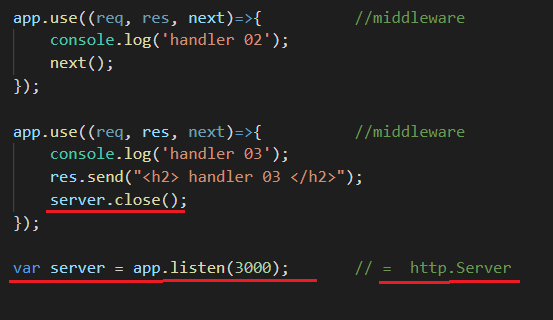 app.use((req, res, next)=>{ //middleware
console.log('handler 02');
next();
});
app.use((req, res, next)=>{ //middleware
console.log('handler 03');
res.send("<h2> handler 03 </h2>");
server.close();
});
var server = app.listen(3000); // = http.Server